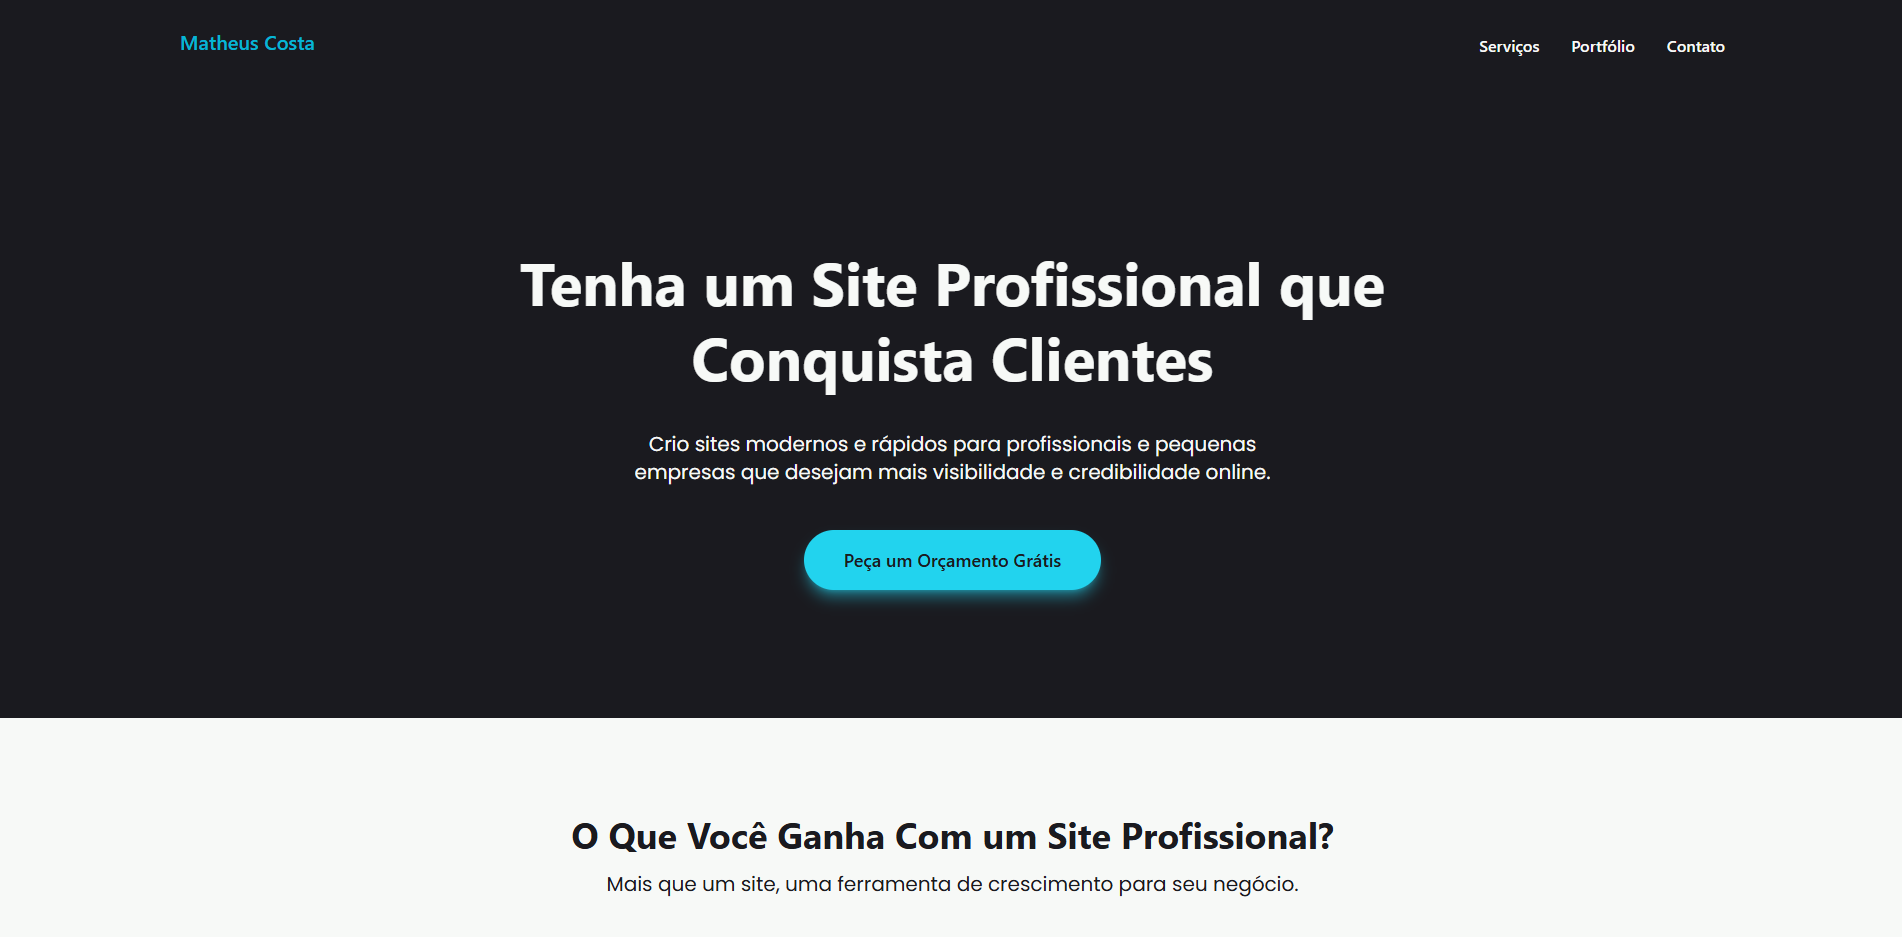 Matheus Costa
Serviços Portfólio Contato
Tenha um Site Profissional que
Conquista Clientes
Crio sites modernos e rápidos para profissionais e pequenas
empresas que desejam mais visibilidade e credibilidade online.
Peça um Orçamento Grátis
O Que Você Ganha Com um Site Profissional?
Mais que um site, uma ferramenta de crescimento para seu negócio.